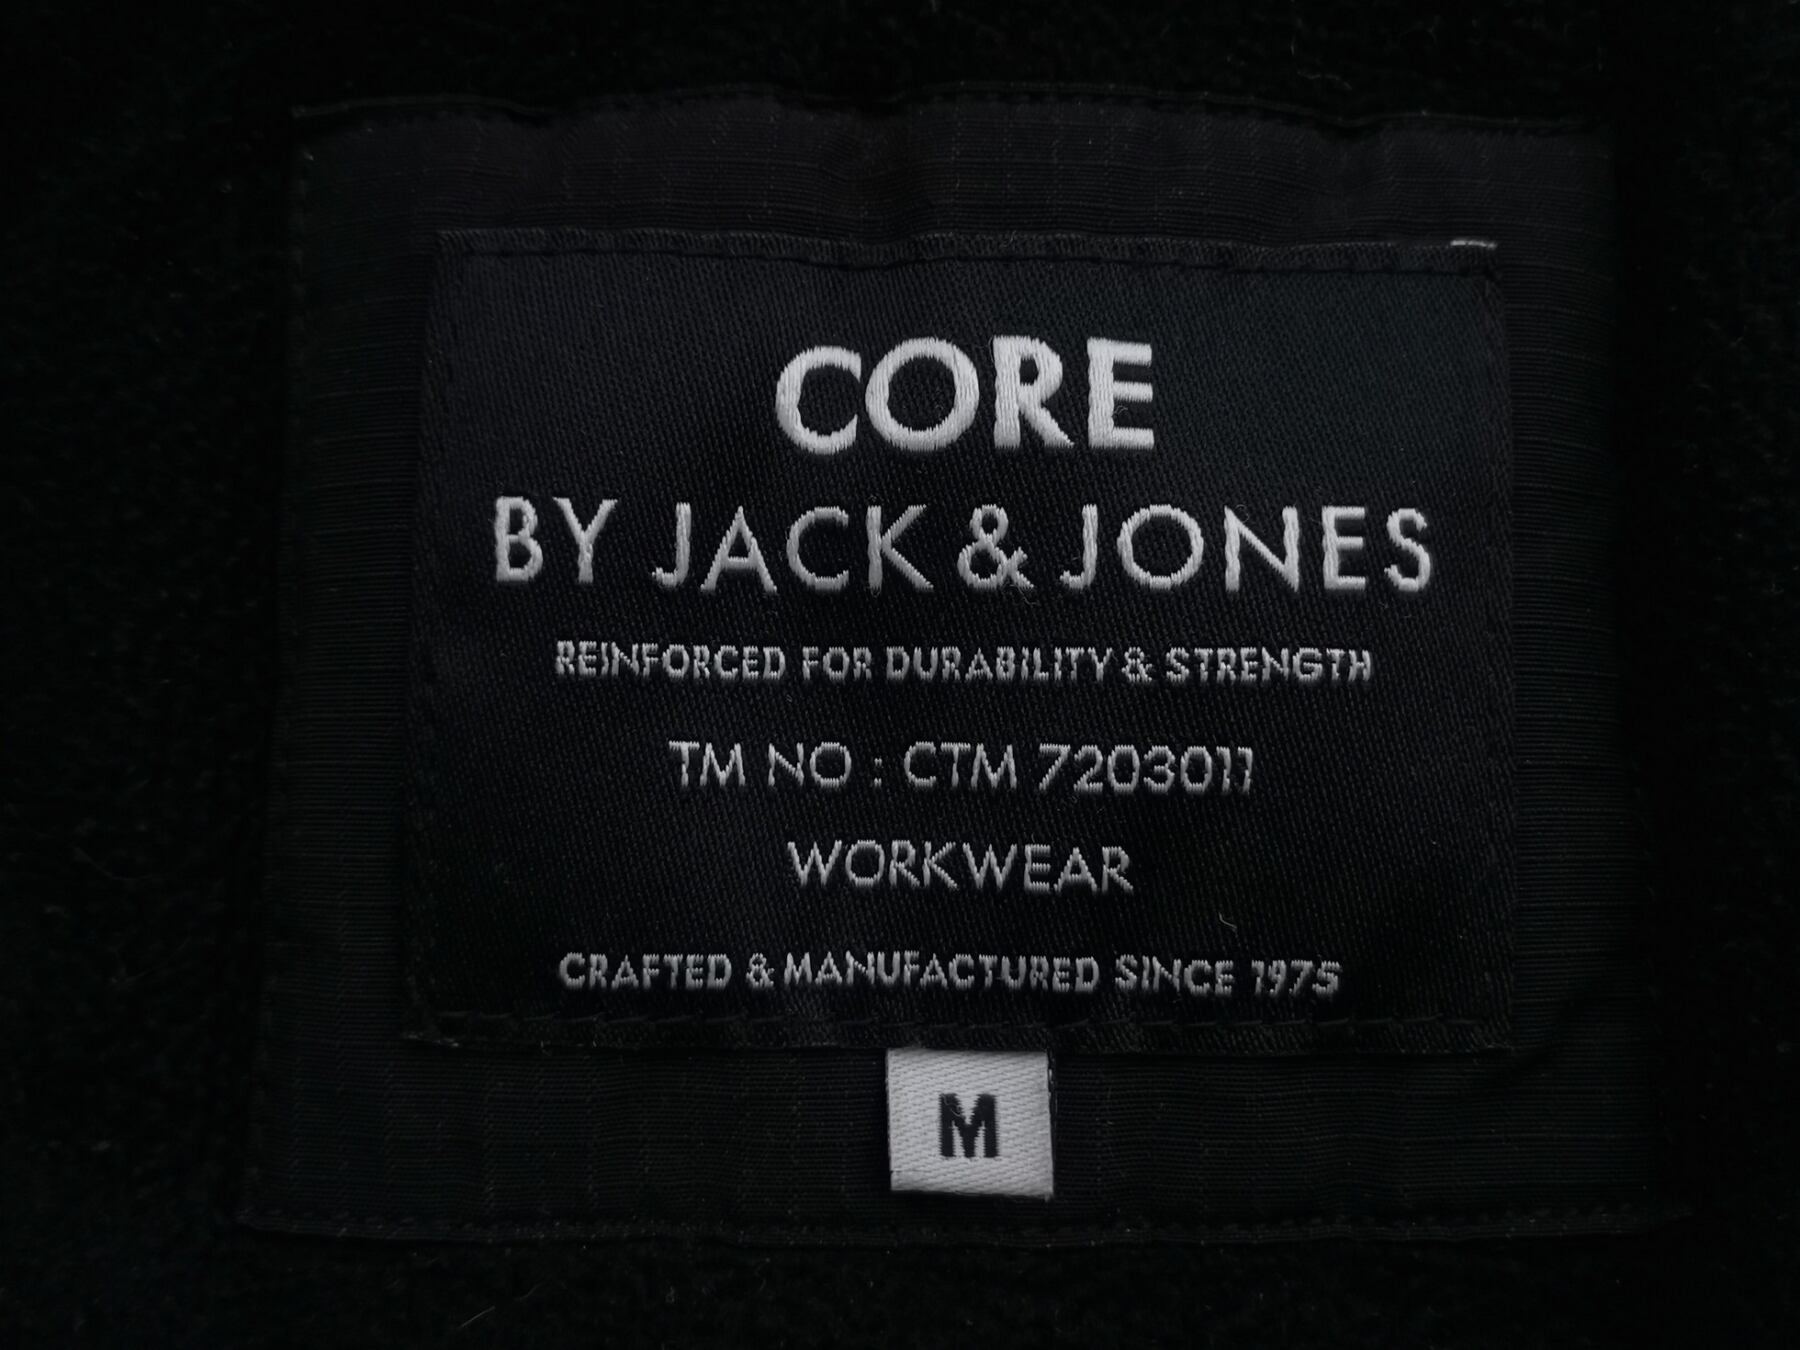 CORE
BY JACK & JONES
REINFORCED FOR DURABILITY & STRENGTH
TM NO : CTM 7203011
WORKWEAR
CRAFTED & MANUFACTURED SINCE 1975
M